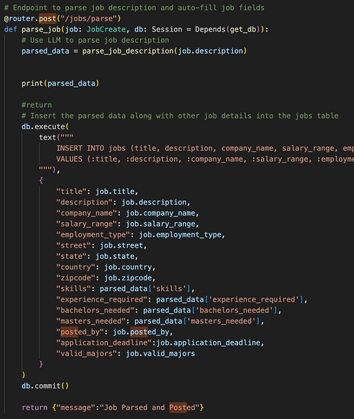 # Endpoint to parse job description and auto-fill job fields
@router.post("/jobs/parse")
def parse_job(job: JobCreate, db: Session = Depends(get_db)):
# Use LLM to parse job description
parsed_data = parse_job_description(job.description)
print(parsed_data)
#return
# Insert the parsed data along with other job details into the jobs table
db.execute(
text("""
INSERT INTO jobs (title, description, company_name, salary_range, emp
VALUES (:title, :description, :company_name, :salary_range, :employme
"""),
{
"title": job.title,
"description": job.description,
"company_name": job.company_name,
"salary_range": job.salary_range,
"employment_type": job.employment_type,
"street": job.street,
"state": job.state,
"country": job.country,
"zipcode": job.zipcode,
"skills": parsed_data['skills'],
"experience_required": parsed_data['experience_required'],
"bachelors_needed": parsed_data['bachelors_needed'],
"masters_needed": parsed_data['masters_needed'],
"posted_by": job.posted_by,
"application_deadline":job.application_deadline,
"valid_majors": job.valid_majors
}
)
db.commit()
return {"message":"Job Parsed and Posted"}